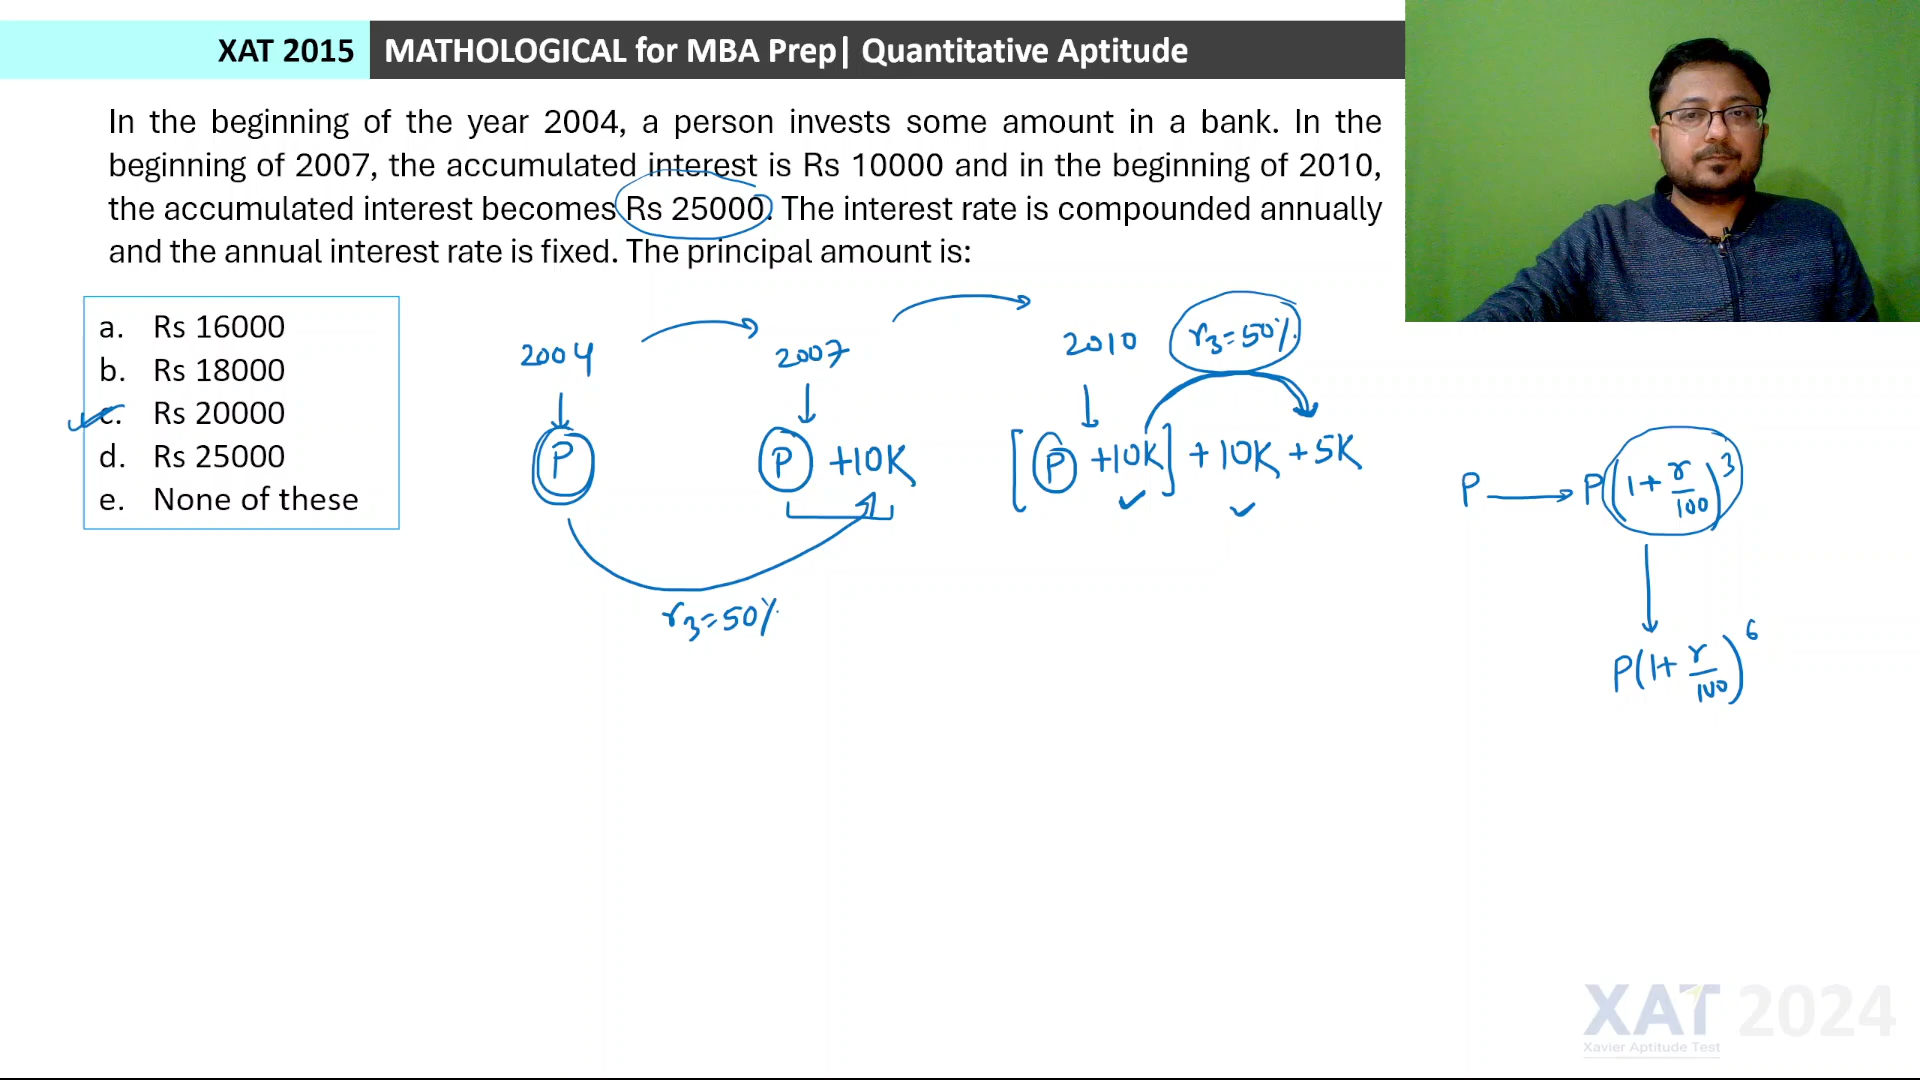 XAT 2015 MATHOLOGICAL for MBA Prep| Quantitative Aptitude
In the beginning of the year 2004, a person invests some amount in a bank. In the
beginning of 2007, the accumulated interest is Rs 10000 and in the beginning of 2010,
the accumulated interest becomes Rs 25000. The interest rate is compounded annually
and the annual interest rate is fixed. The principal amount is:
a. Rs 16000
b. Rs 18000
c. Rs 20000
d. Rs 25000
e. None of these
2004 2007 2010 r₃=50%
P P +10K [P +10K] + 10K + 5K
r₃=50%
P → P(1+r/100)³
P(1+r/100)⁶
XAT 2024
Xavier Aptitude Test